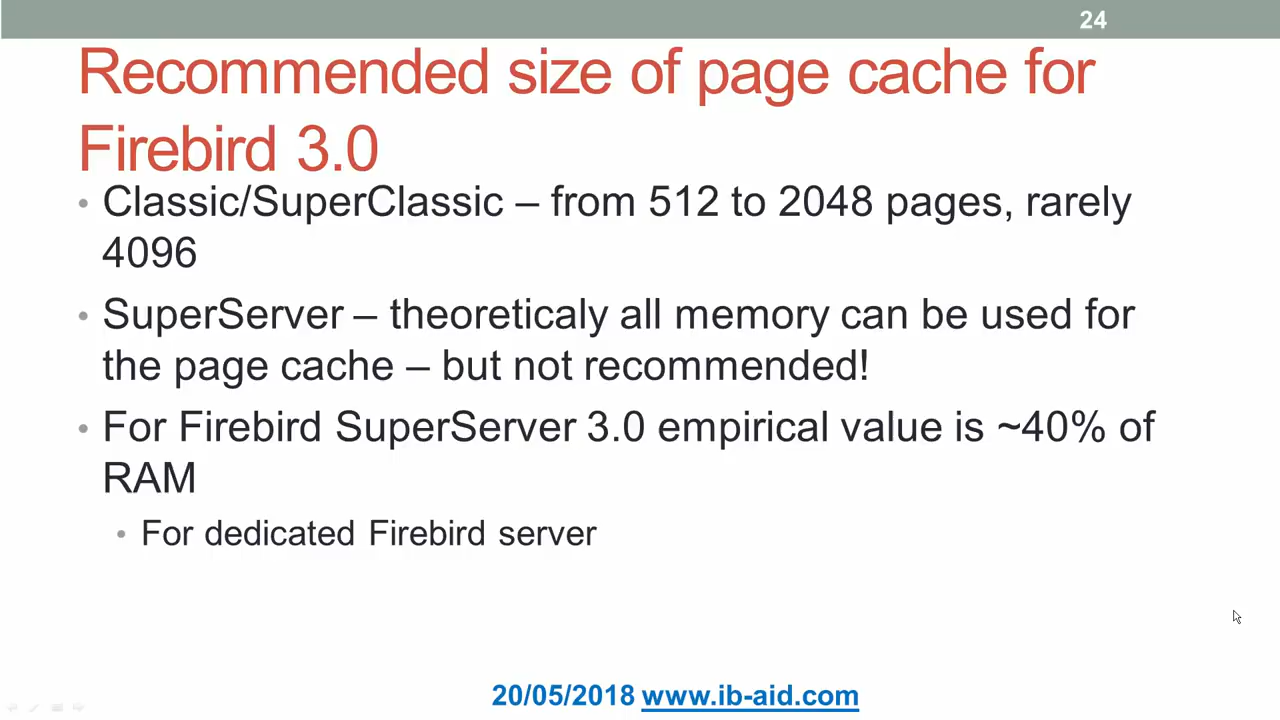 24
Recommended size of page cache for
Firebird 3.0
• Classic/SuperClassic – from 512 to 2048 pages, rarely
4096
• SuperServer – theoreticaly all memory can be used for
the page cache – but not recommended!
• For Firebird SuperServer 3.0 empirical value is ~40% of
RAM
• For dedicated Firebird server
20/05/2018 www.ib-aid.com